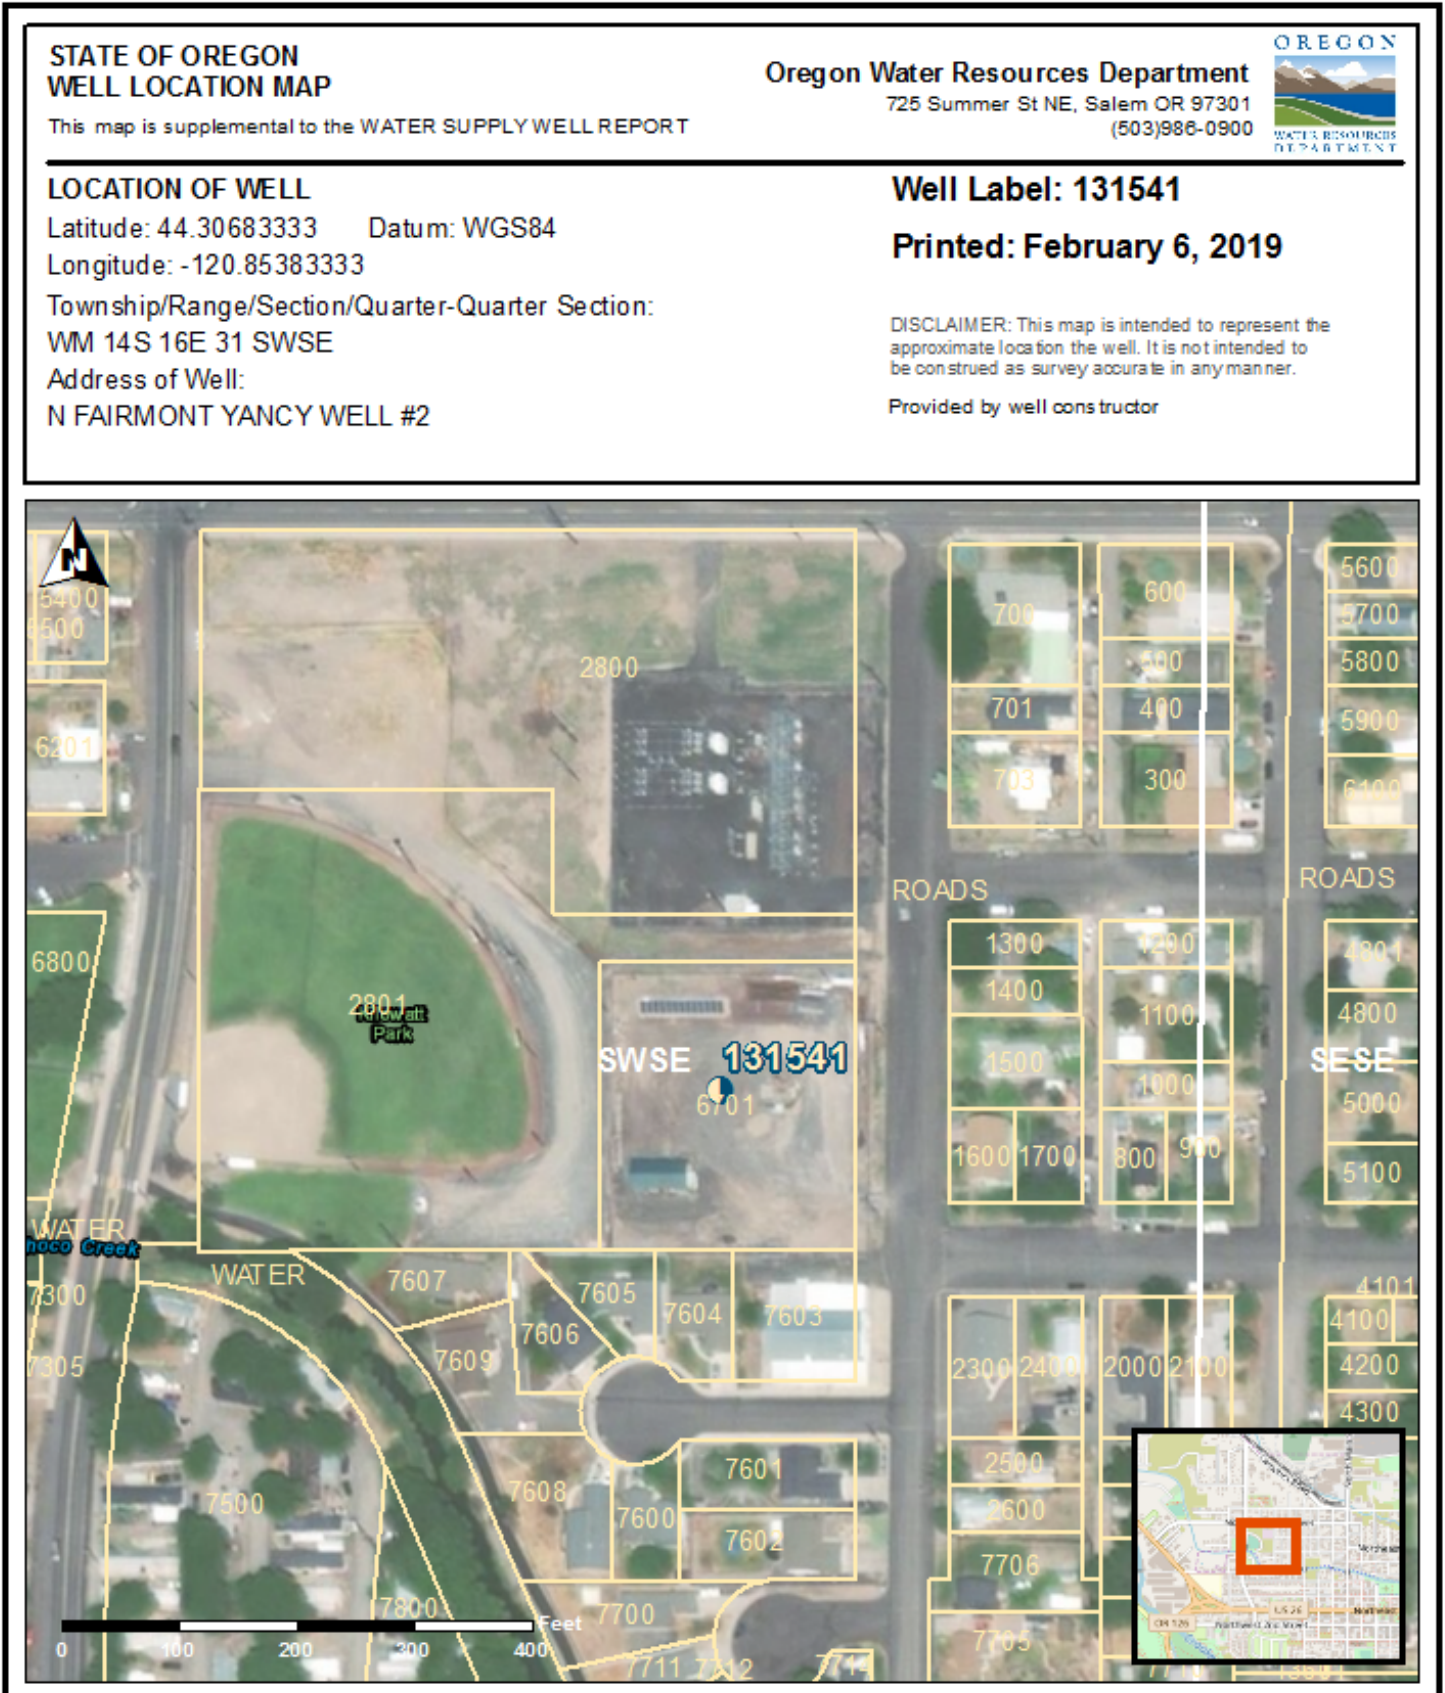 STATE OF OREGON
WELL LOCATION MAP
This map is supplemental to the WATER SUPPLY WELL REPORT
Oregon Water Resources Department
725 Summer St NE, Salem OR 97301
(503)986-0900
OREGON
WATER RESOURCES
DEPARTMENT
LOCATION OF WELL
Latitude: 44.30683333 Datum: WGS84
Longitude: -120.85383333
Township/Range/Section/Quarter-Quarter Section:
WM 14S 16E 31 SWSE
Address of Well:
N FAIRMONT YANCY WELL #2
Well Label: 131541
Printed: February 6, 2019
DISCLAIMER: This map is intended to represent the
approximate location the well. It is not intended to
be construed as survey accurate in any manner.
Provided by well constructor
N
5400
5500
6201
2800
700
600
500
701
400
703
300
5600
5700
5800
5900
6100
ROADS
ROADS
6800
2801
Park
1300
1200
1400
1100
1500
1000
1600
1700
800
900
4801
4800
SESE
5000
5100
SWSE
131541
6701
WATER
hoco Creek
WATER
7300
7305
7607
7605
7604
7603
7606
7609
4101
4100
4200
4300
2300
2400
2000
2100
7601
7608
7600
7602
7500
2500
2600
7706
7705
7800
7700
7711
7712
Feet
0 100 200 300 400
US 26
OR 126